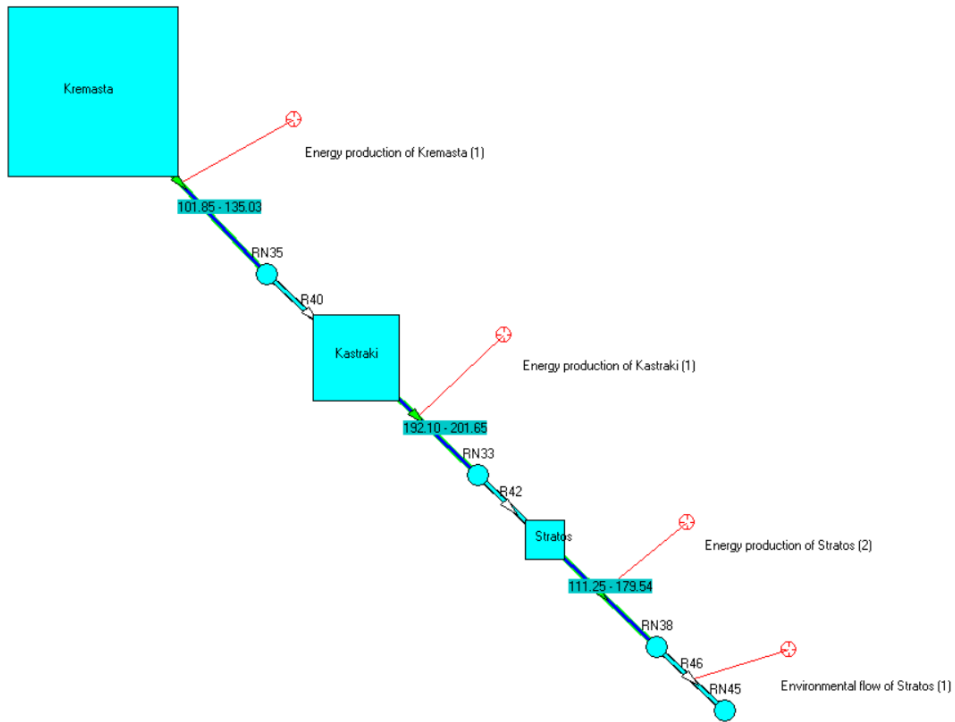 Kremasta
Energy production of Kremasta (1)
101.85 - 135.03
RN35
R40
Kastraki
Energy production of Kastraki (1)
192.10 - 201.65
RN33
R42
Stratos
Energy production of Stratos (2)
111.25 - 179.54
RN38
R46
RN45
Environmental flow of Stratos (1)